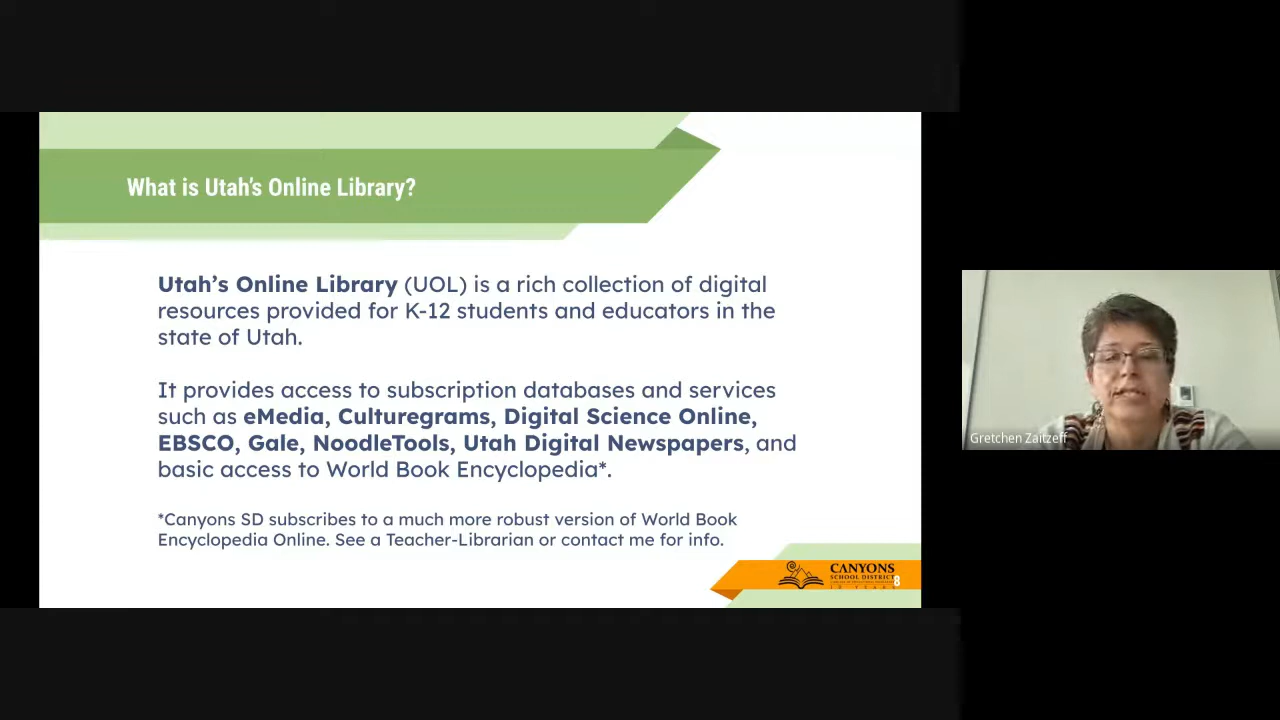 What is Utah's Online Library?
Utah’s Online Library (UOL) is a rich collection of digital
resources provided for K-12 students and educators in the
state of Utah.
It provides access to subscription databases and services
such as eMedia, Culturegrams, Digital Science Online,
EBSCO, Gale, NoodleTools, Utah Digital Newspapers, and
basic access to World Book Encyclopedia*.
*Canyons SD subscribes to a much more robust version of World Book
Encyclopedia Online. See a Teacher-Librarian or contact me for info.
CANYONS
SCHOOL DISTRICT
8
Gretchen Zaitzeff